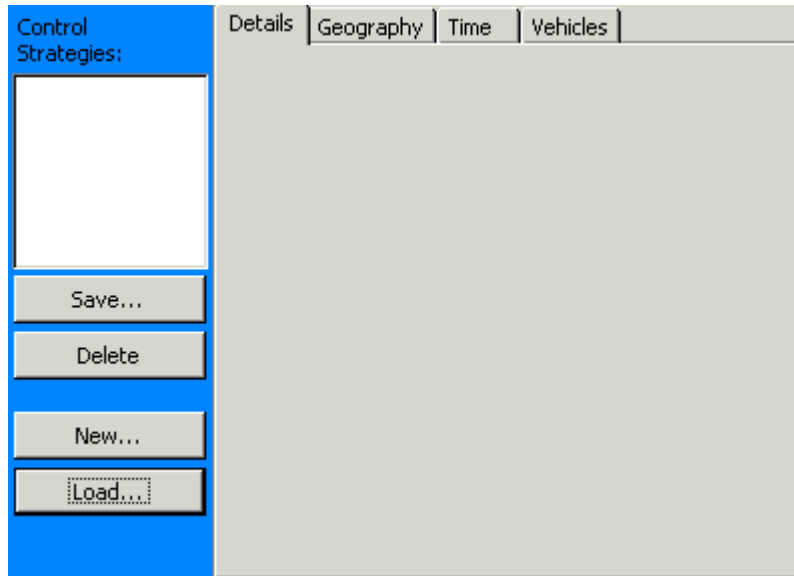 Control
Strategies:
Details Geography Time Vehicles
Save...
Delete
New...
Load...